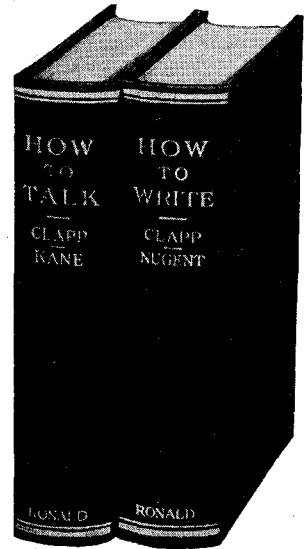 HOW
TO
TALK
CLAPP
KANE
RONALD
HOW
TO
WRITE
CLAPP
NUGENT
RONALD